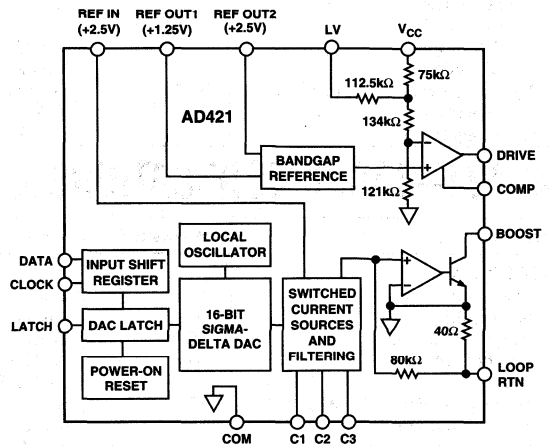 REF IN
(+2.5V)
REF OUT1
(+1.25V)
REF OUT2
(+2.5V)
LV
VCC
75kΩ
112.5kΩ
134kΩ
AD421
BANDGAP
REFERENCE
−
+
DRIVE
121kΩ
COMP
BOOST
LOCAL
OSCILLATOR
DATA
CLOCK
INPUT SHIFT
REGISTER
+
−
SWITCHED
CURRENT
SOURCES
AND
FILTERING
16-BIT
SIGMA-
DELTA DAC
LATCH
DAC LATCH
40Ω
POWER-ON
RESET
80kΩ
LOOP
RTN
COM
C1
C2
C3